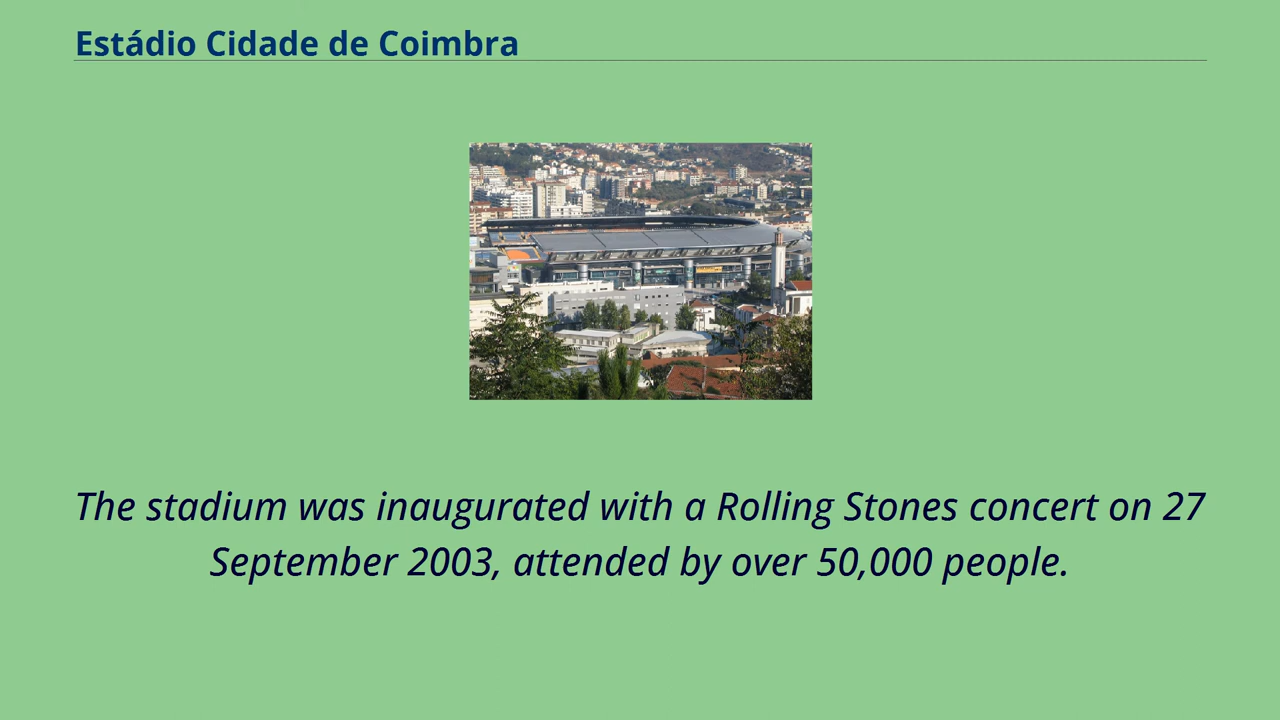 Estádio Cidade de Coimbra
The stadium was inaugurated with a Rolling Stones concert on 27
September 2003, attended by over 50,000 people.